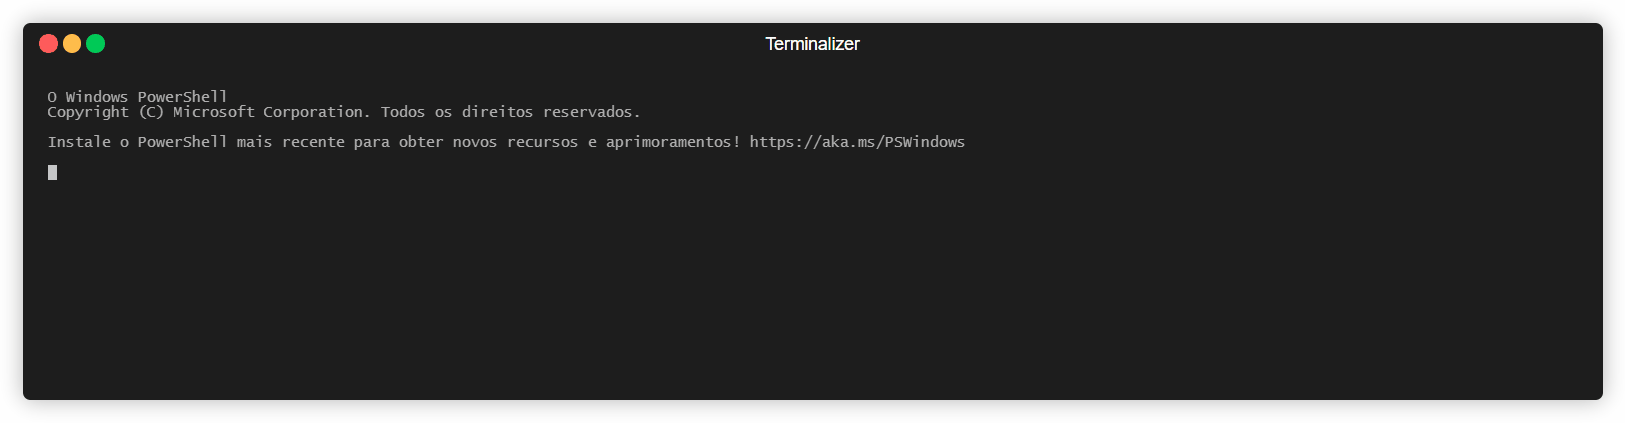 Terminalizer
O Windows PowerShell
Copyright (C) Microsoft Corporation. Todos os direitos reservados.
Instale o PowerShell mais recente para obter novos recursos e aprimoramentos! https://aka.ms/PSWindows